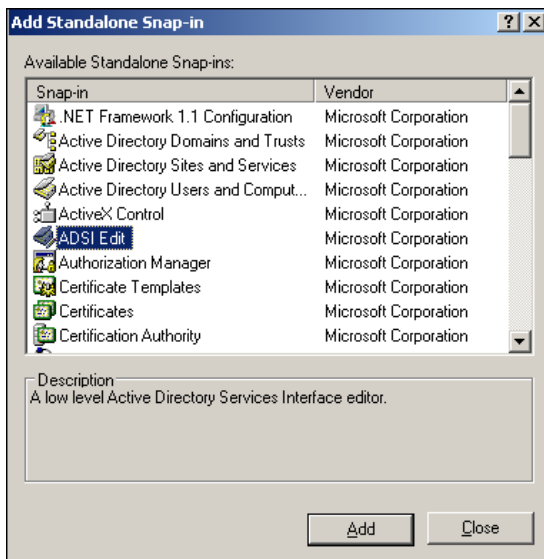 Add Standalone Snap-in
Available Standalone Snap-ins:
Snap-in Vendor
.NET Framework 1.1 Configuration Microsoft Corporation
Active Directory Domains and Trusts Microsoft Corporation
Active Directory Sites and Services Microsoft Corporation
Active Directory Users and Comput... Microsoft Corporation
ActiveX Control Microsoft Corporation
ADSI Edit Microsoft Corporation
Authorization Manager Microsoft Corporation
Certificate Templates Microsoft Corporation
Certificates Microsoft Corporation
Certification Authority Microsoft Corporation
Description
A low level Active Directory Services Interface editor.
Add Close